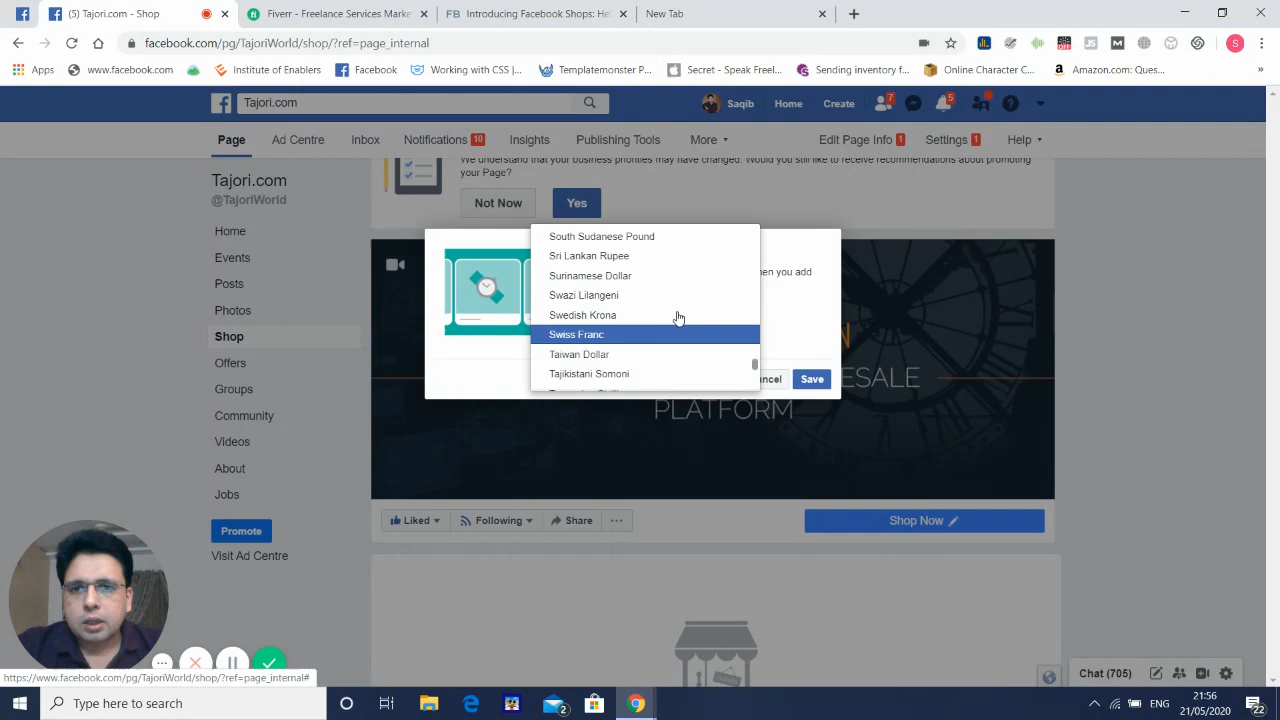 (5) Tajori.com - Shop
Fiverr - Freelance Services Market
Introducing Facebook Shops: Hel
New Tab
facebook.com/pg/TajoriWorld/shop/?ref=page_internal
Apps
www.facebook.com
Institute of Enablers
Facebook
Working with CSS |...
Templatemonster P...
Secret - Speak Freel...
Sending inventory f...
Online Character C...
Amazon.com: Ques...
Tajori.com
Saqib
Home
Create
7
5
Page
Ad Centre
Inbox
Notifications 10
Insights
Publishing Tools
More
Edit Page Info 1
Settings 1
Help
We understand that your business priorities may have changed. Would you still like to receive recommendations about promoting
your Page?
Not Now
Yes
Tajori.com
@TajoriWorld
Home
Events
Posts
Photos
Shop
Offers
Groups
Community
Videos
About
Jobs
Promote
Visit Ad Centre
South Sudanese Pound
Sri Lankan Rupee
Surinamese Dollar
Swazi Lilangeni
Swedish Krona
Swiss Franc
Taiwan Dollar
Tajikistani Somoni
hen you add
ncel
Save
N
ESALE
PLATFORM
Liked
Following
Share
Shop Now
https://www.facebook.com/pg/TajoriWorld/shop/?ref=page_internal#
Chat (705)
Type here to search
2
ENG
21:56
21/05/2020
22